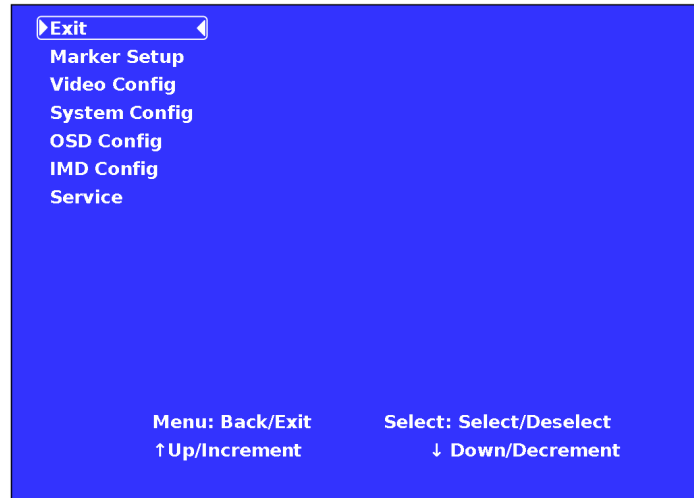 Exit
Marker Setup
Video Config
System Config
OSD Config
IMD Config
Service
Menu: Back/Exit Select: Select/Deselect
↑Up/Increment ↓ Down/Decrement